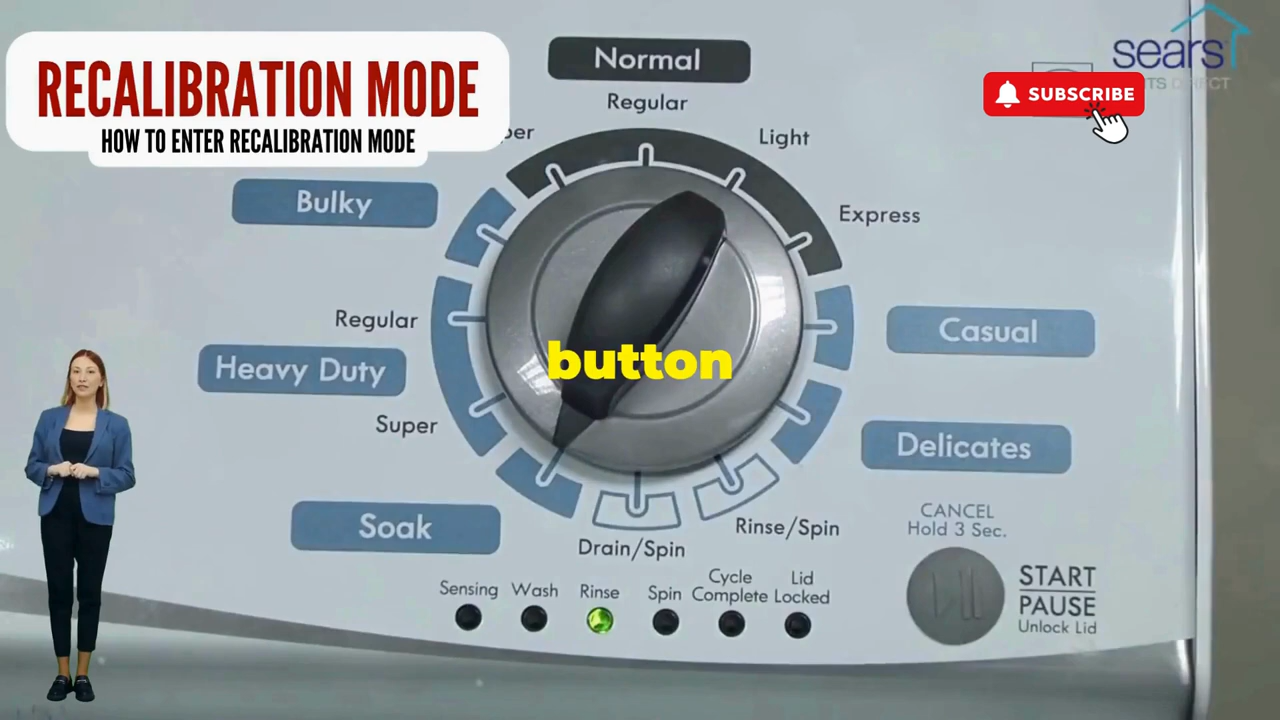 RECALIBRATION MODE
HOW TO ENTER RECALIBRATION MODE
sears
DIRECT
SUBSCRIBE
Normal
Regular
Light
Express
Bulky
Regular
Heavy Duty
Super
Casual
Delicates
button
Soak
Drain/Spin
Rinse/Spin
CANCEL
Hold 3 Sec.
Sensing
Wash
Rinse
Spin
Cycle
Complete
Lid
Locked
START
PAUSE
Unlock Lid